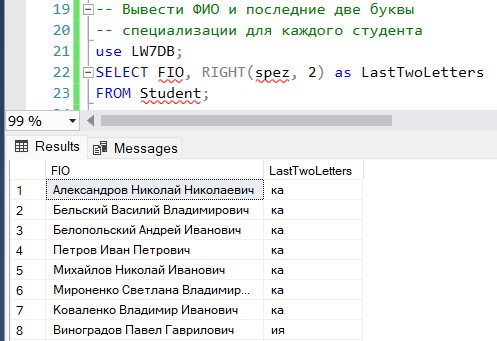 19 -- Вывести ФИО и последние две буквы
20 -- специализации для каждого студента
21 use LW7DB;
22 SELECT FIO, RIGHT(spez, 2) as LastTwoLetters
23 FROM Student;
99 %
Results Messages
FIO LastTwoLetters
1 Александров Николай Николаевич ка
2 Бельский Василий Владимирович ка
3 Белопольский Андрей Иванович ка
4 Петров Иван Петрович ка
5 Михайлов Николай Иванович ка
6 Мироненко Светлана Владимир... ка
7 Коваленко Владимир Иванович ка
8 Виноградов Павел Гаврилович ия